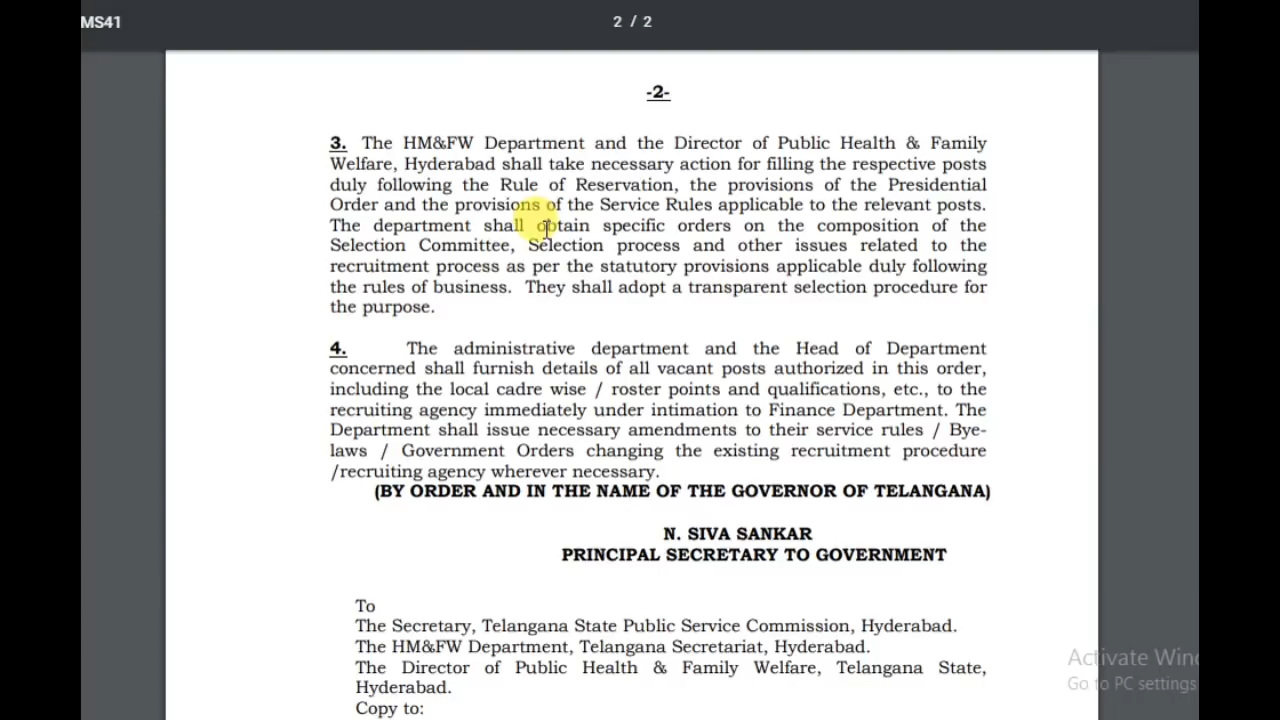 MS41
2 / 2
-2-
3. The HM&FW Department and the Director of Public Health & Family
Welfare, Hyderabad shall take necessary action for filling the respective posts
duly following the Rule of Reservation, the provisions of the Presidential
Order and the provisions of the Service Rules applicable to the relevant posts.
The department shall obtain specific orders on the composition of the
Selection Committee, Selection process and other issues related to the
recruitment process as per the statutory provisions applicable duly following
the rules of business. They shall adopt a transparent selection procedure for
the purpose.
4. The administrative department and the Head of Department
concerned shall furnish details of all vacant posts authorized in this order,
including the local cadre wise / roster points and qualifications, etc., to the
recruiting agency immediately under intimation to Finance Department. The
Department shall issue necessary amendments to their service rules / Bye-
laws / Government Orders changing the existing recruitment procedure
/recruiting agency wherever necessary.
(BY ORDER AND IN THE NAME OF THE GOVERNOR OF TELANGANA)
N. SIVA SANKAR
PRINCIPAL SECRETARY TO GOVERNMENT
To
The Secretary, Telangana State Public Service Commission, Hyderabad.
The HM&FW Department, Telangana Secretariat, Hyderabad.
The Director of Public Health & Family Welfare, Telangana State,
Hyderabad.
Copy to:
Activate Win
Go to PC settings